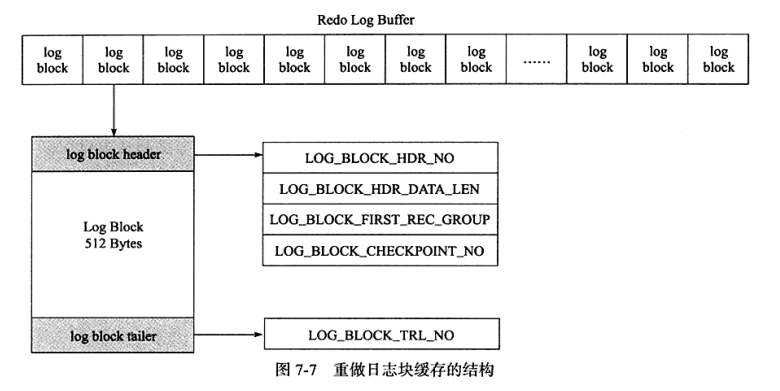 Redo Log Buffer
log block
log block
log block
log block
log block
log block
log block
log block
......
log block
log block
log block
log block header
LOG_BLOCK_HDR_NO
LOG_BLOCK_HDR_DATA_LEN
LOG_BLOCK_FIRST_REC_GROUP
LOG_BLOCK_CHECKPOINT_NO
Log Block
512 Bytes
log block tailer
LOG_BLOCK_TRL_NO
图 7-7 重做日志块缓存的结构